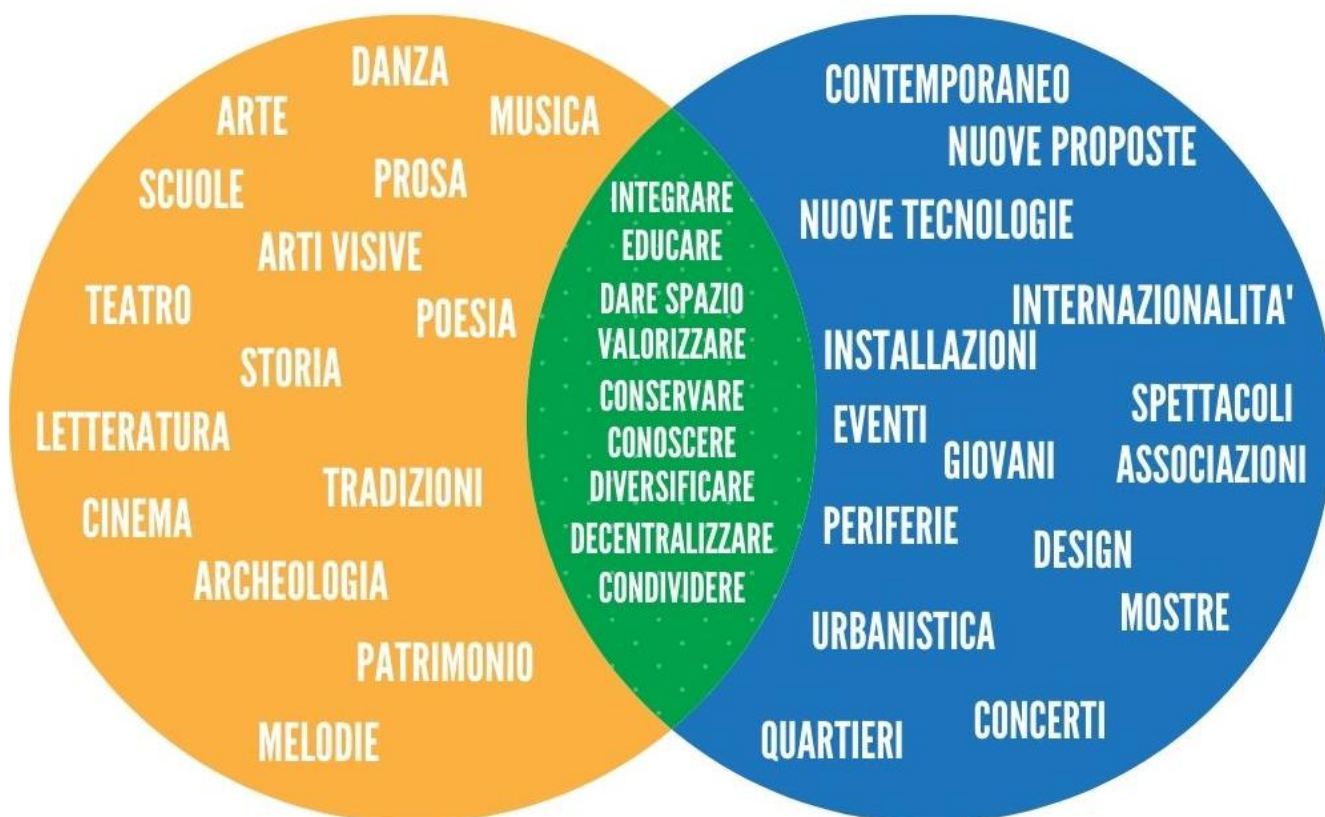 DANZA
ARTE
MUSICA
SCUOLE
PROSA
ARTI VISIVE
TEATRO
POESIA
STORIA
LETTERATURA
TRADIZIONI
CINEMA
ARCHEOLOGIA
PATRIMONIO
MELODIE
INTEGRARE
EDUCARE
DARE SPAZIO
VALORIZZARE
CONSERVARE
CONOSCERE
DIVERSIFICARE
DECENTRALIZZARE
CONDIVIDERE
CONTEMPORANEO
NUOVE PROPOSTE
NUOVE TECNOLOGIE
INTERNAZIONALITA'
INSTALLAZIONI
SPETTACOLI
EVENTI
GIOVANI
ASSOCIAZIONI
PERIFERIE
DESIGN
MOSTRE
URBANISTICA
CONCERTI
QUARTIERI